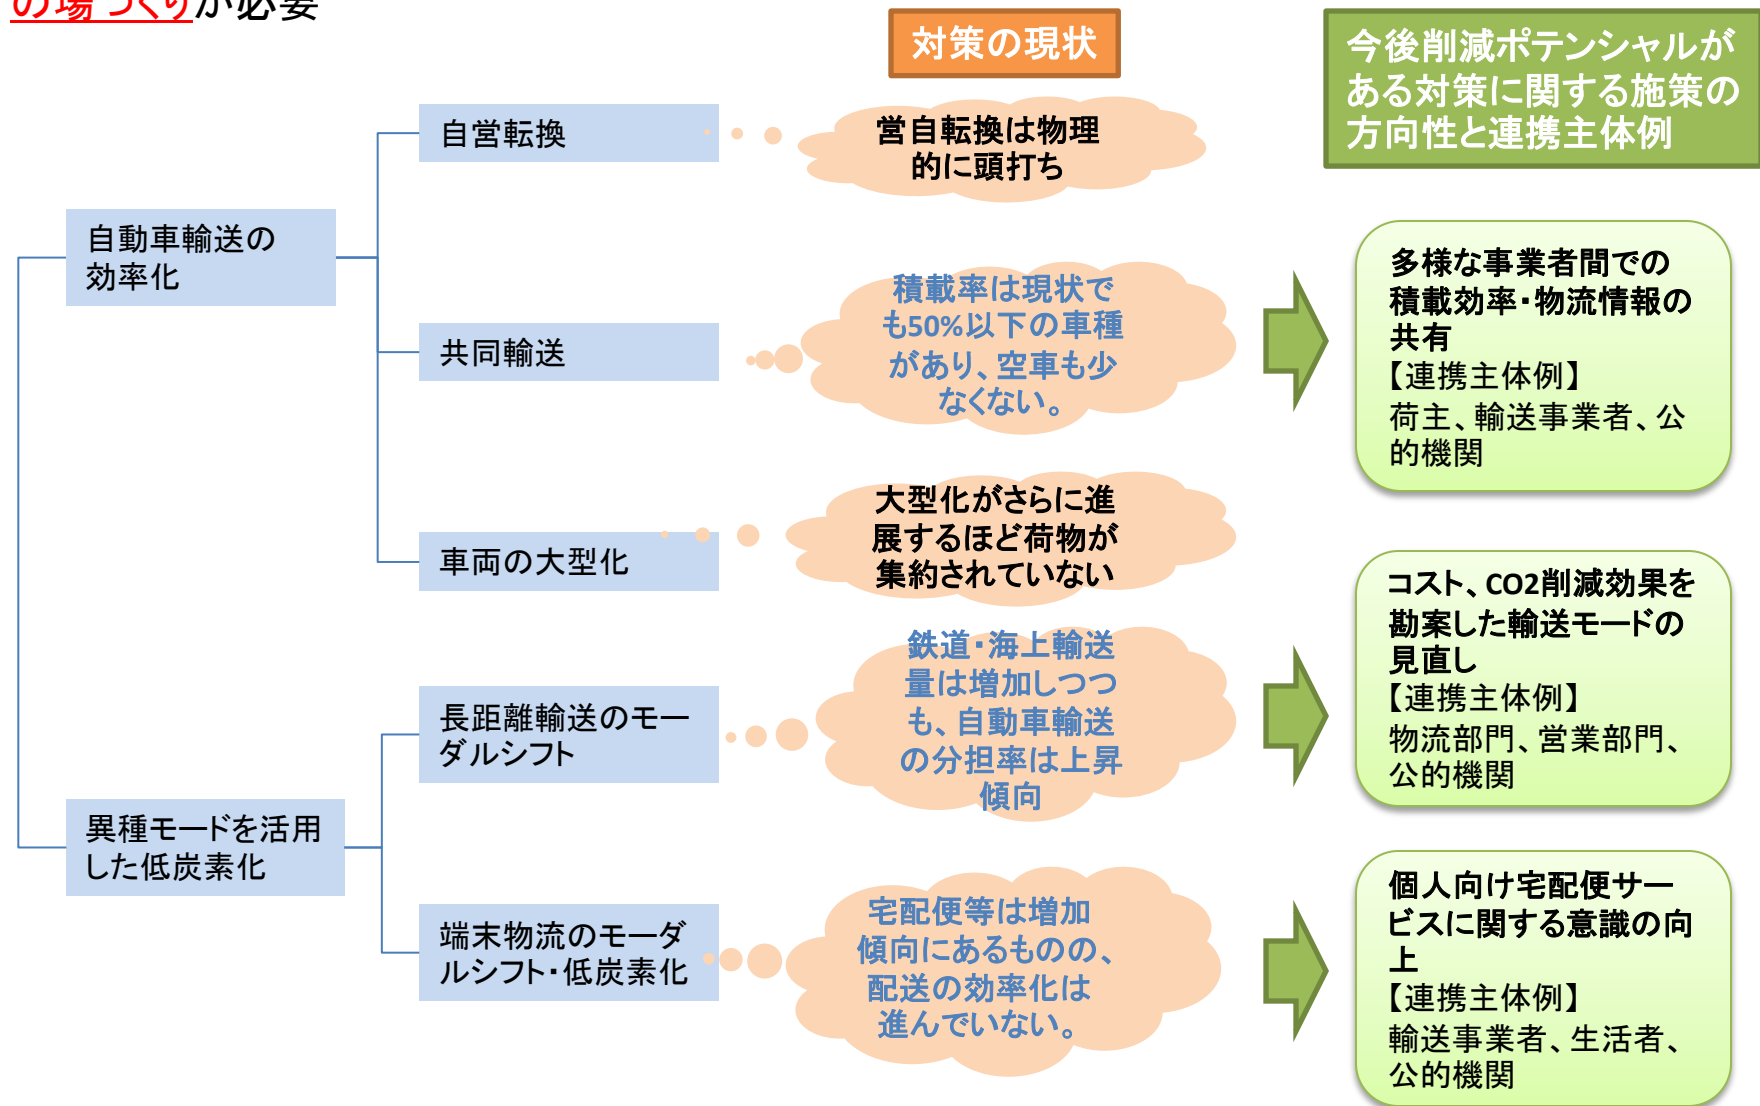 の場づくりが必要
対策の現状
今後削減ポテンシャルが
ある対策に関する施策の
方向性と連携主体例
自動車輸送の
効率化
自営転換
営自転換は物理
的に頭打ち
共同輸送
積載率は現状で
も50%以下の車種
があり、空車も少
なくない。
多様な事業者間での
積載効率・物流情報の
共有
【連携主体例】
荷主、輸送事業者、公
的機関
車両の大型化
大型化がさらに進
展するほど荷物が
集約されていない
異種モードを活用
した低炭素化
長距離輸送のモー
ダルシフト
鉄道・海上輸送
量は増加しつつ
も、自動車輸送
の分担率は上昇
傾向
コスト、CO2削減効果を
勘案した輸送モードの
見直し
【連携主体例】
物流部門、営業部門、
公的機関
端末物流のモーダ
ルシフト・低炭素化
宅配便等は増加
傾向にあるものの、
配送の効率化は
進んでいない。
個人向け宅配便サー
ビスに関する意識の向
上
【連携主体例】
輸送事業者、生活者、
公的機関